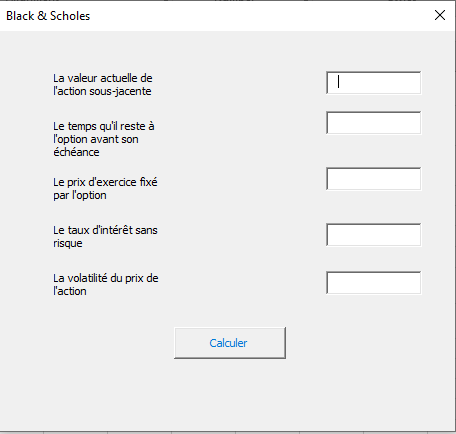 Black & Scholes
La valeur actuelle de
l'action sous-jacente
Le temps qu'il reste à
l'option avant son
échéance
Le prix d'exercice fixé
par l'option
Le taux d'intérêt sans
risque
La volatilité du prix de
l'action
Calculer